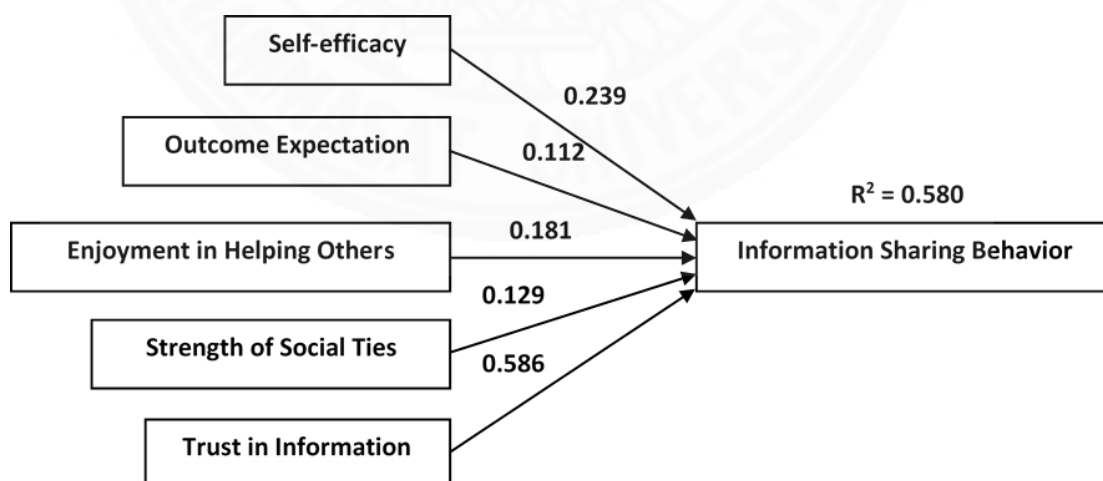 Self-efficacy
0.239
Outcome Expectation
0.112
R² = 0.580
Enjoyment in Helping Others
0.181
Information Sharing Behavior
0.129
Strength of Social Ties
0.586
Trust in Information